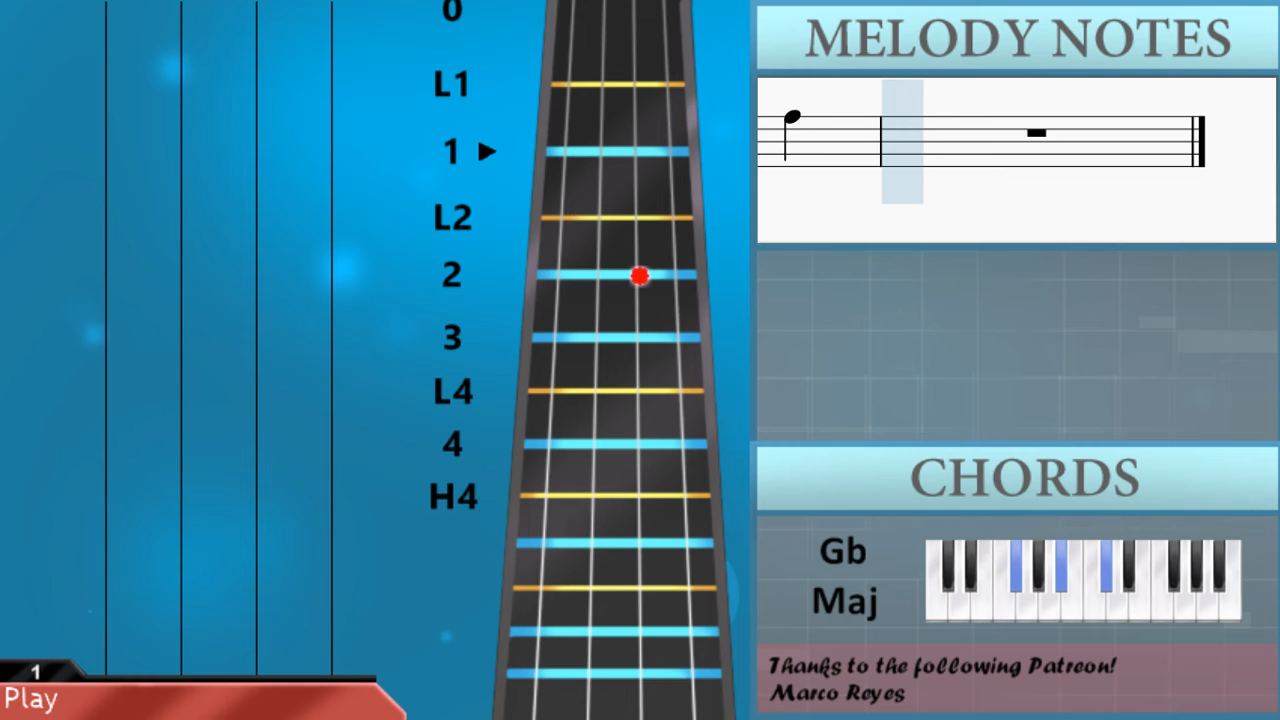 0
L1
1
L2
2
3
L4
4
H4
1
Play
MELODY NOTES
CHORDS
Gb
Maj
Thanks to the following Patreon!
Marco Reyes